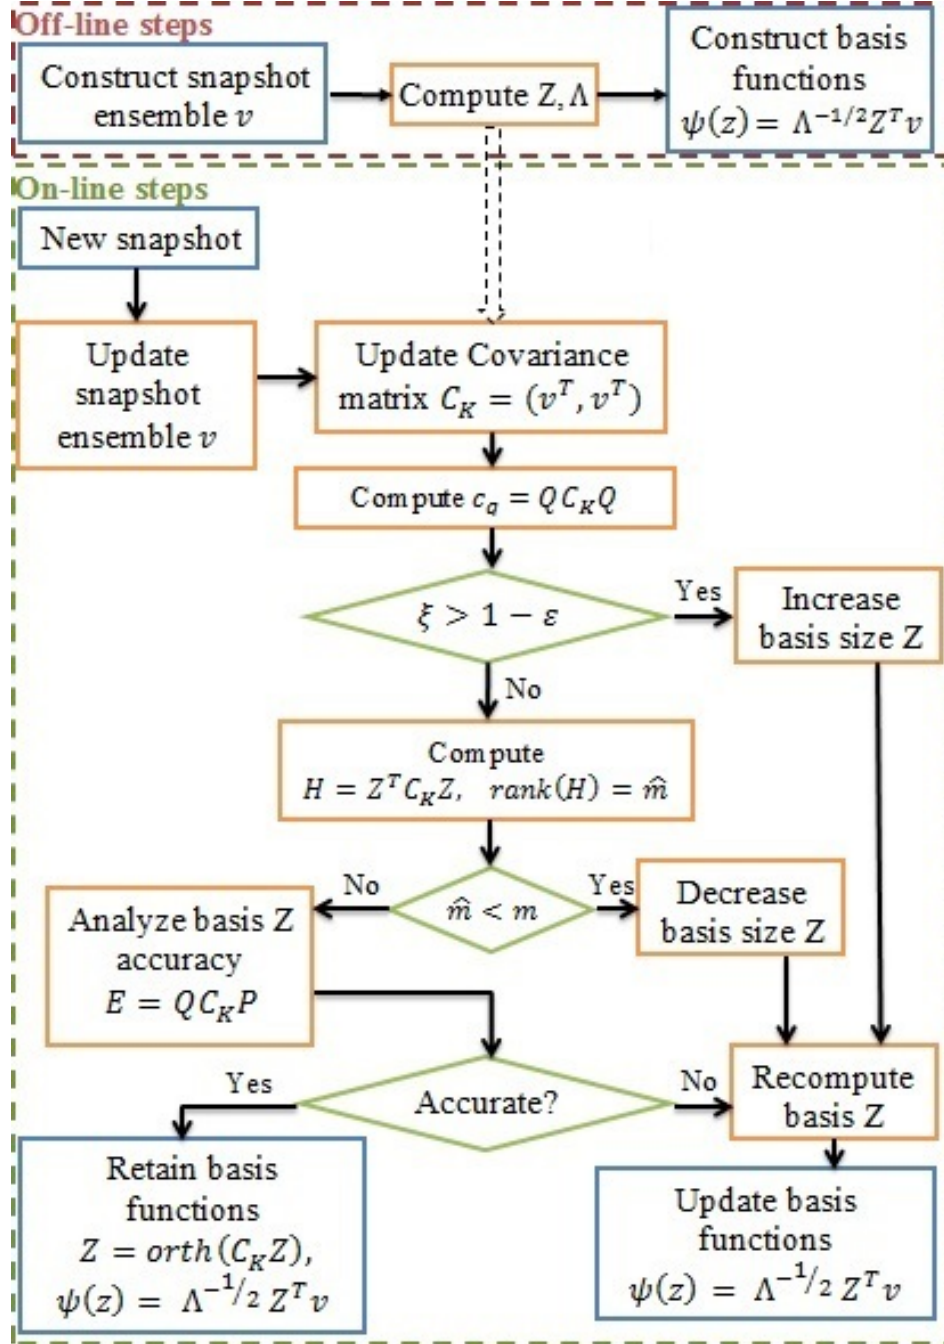 Off-line steps
Construct snapshot
ensemble v
Compute Z, Λ
Construct basis
functions
ψ(z) = Λ^{-1/2}Z^T v
On-line steps
New snapshot
Update
snapshot
ensemble v
Update Covariance
matrix C_K = (v^T, v^T)
Compute c_q = QC_KQ
ξ > 1 − ε
Yes
Increase
basis size Z
No
Compute
H = Z^T C_K Z, rank(H) = m̂
m̂ < m
No
Yes
Analyze basis Z
accuracy
E = QC_KP
Decrease
basis size Z
Accurate?
Yes
No
Recompute
basis Z
Retain basis
functions
Z = orth(C_K Z),
ψ(z) = Λ^{-1/2} Z^T v
Update basis
functions
ψ(z) = Λ^{-1/2} Z^T v